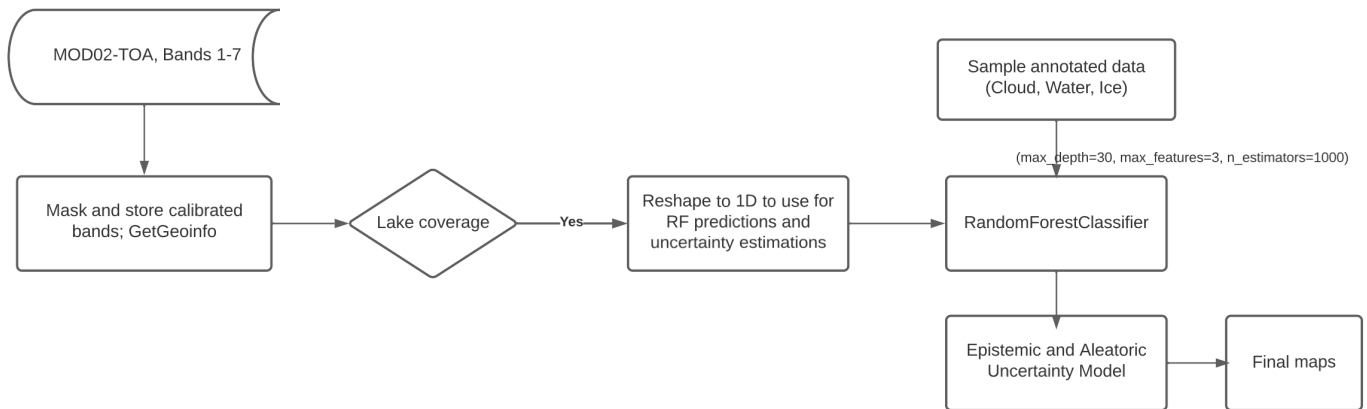 MOD02-TOA, Bands 1-7
Sample annotated data
(Cloud, Water, Ice)
(max_depth=30, max_features=3, n_estimators=1000)
Mask and store calibrated
bands; GetGeoinfo
Lake coverage
Yes
Reshape to 1D to use for
RF predictions and
uncertainty estimations
RandomForestClassifier
Epistemic and Aleatoric
Uncertainty Model
Final maps